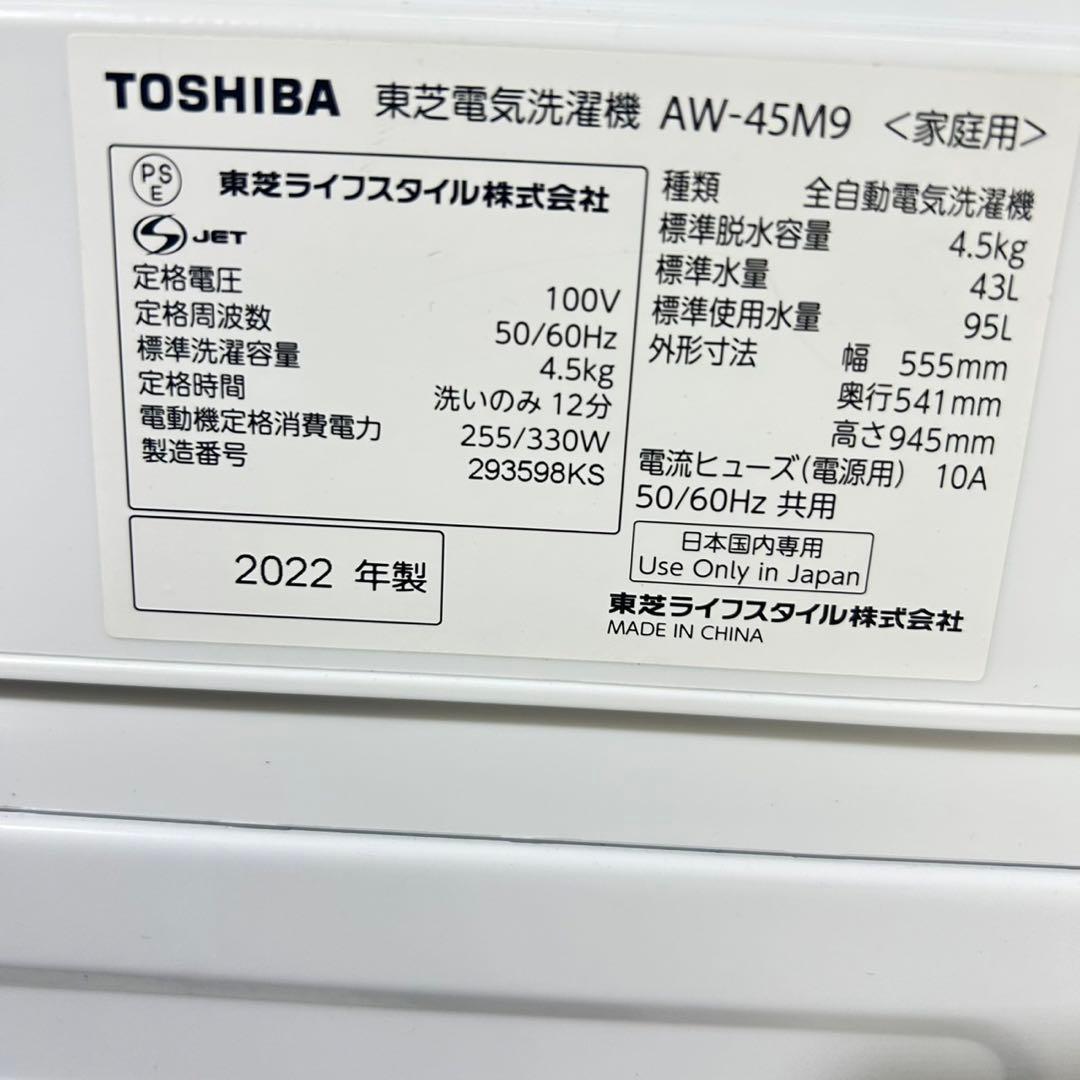 TOSHIBA 東芝電気洗濯機 AW-45M9 <家庭用>
PSE 東芝ライフスタイル株式会社
S JET
定格電圧 100V
定格周波数 50/60Hz
標準洗濯容量 4.5kg
定格時間 洗いのみ 12分
電動機定格消費電力 255/330W
製造番号 293598KS
2022 年製
種類 全自動電気洗濯機
標準脱水容量 4.5kg
標準水量 43L
標準使用水量 95L
外形寸法 幅 555mm
奥行541mm
高さ945mm
電流ヒューズ(電源用) 10A
50/60Hz 共用
日本国内専用
Use Only in Japan
東芝ライフスタイル株式会社
MADE IN CHINA